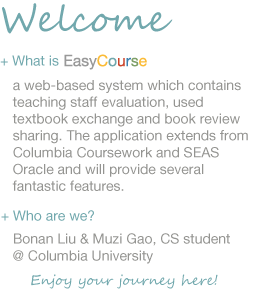 Welcome
+ What is EasyCourse
a web-based system which contains
teaching staff evaluation, used
textbook exchange and book review
sharing. The application extends from
Columbia Coursework and SEAS
Oracle and will provide several
fantastic features.
+ Who are we?
Bonan Liu & Muzi Gao, CS student
@ Columbia University
Enjoy your journey here!